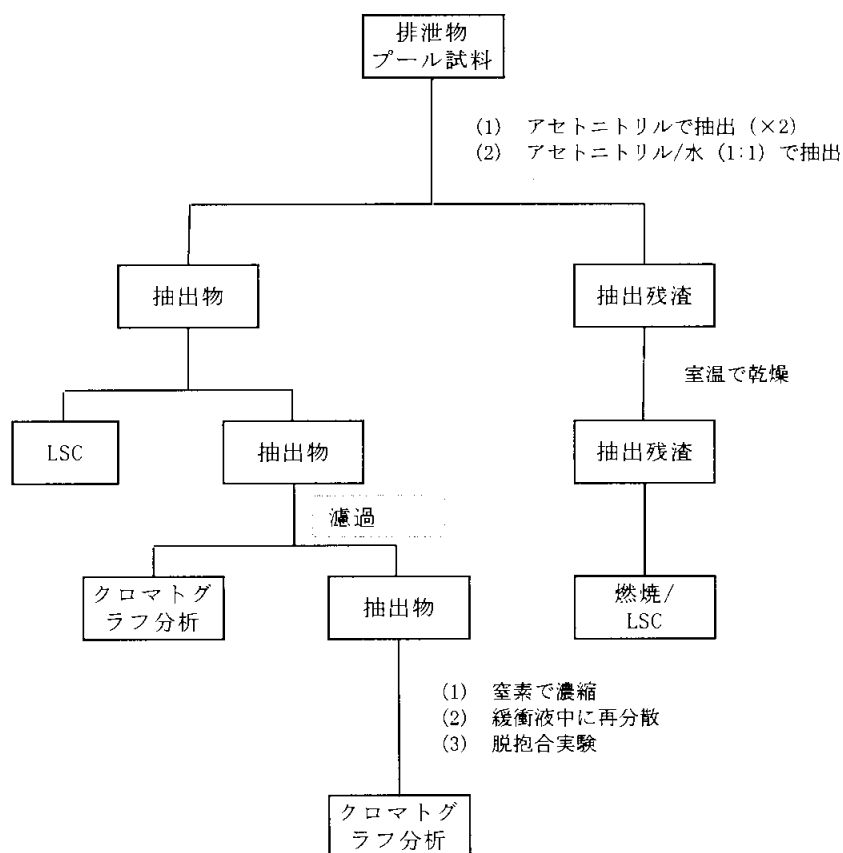 排泄物
プール試料
(1) アセトニトリルで抽出 (×2)
(2) アセトニトリル/水 (1:1) で抽出
抽出物
抽出残渣
室温で乾燥
LSC
抽出物
抽出残渣
濾過
クロマトグ
ラフ分析
抽出物
燃焼/
LSC
(1) 窒素で濃縮
(2) 緩衝液中に再分散
(3) 脱抱合実験
クロマトグ
ラフ分析